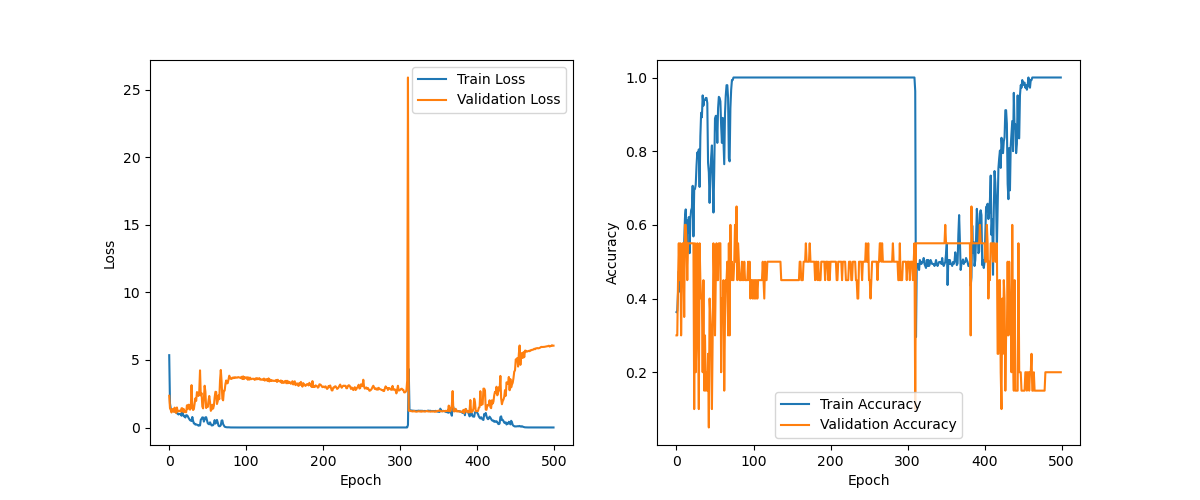 Train Loss
Validation Loss
25
20
15
10
5
0
Loss
0 100 200 300 400 500
Epoch
1.0
0.8
0.6
0.4
0.2
Accuracy
Train Accuracy
Validation Accuracy
0 100 200 300 400 500
Epoch